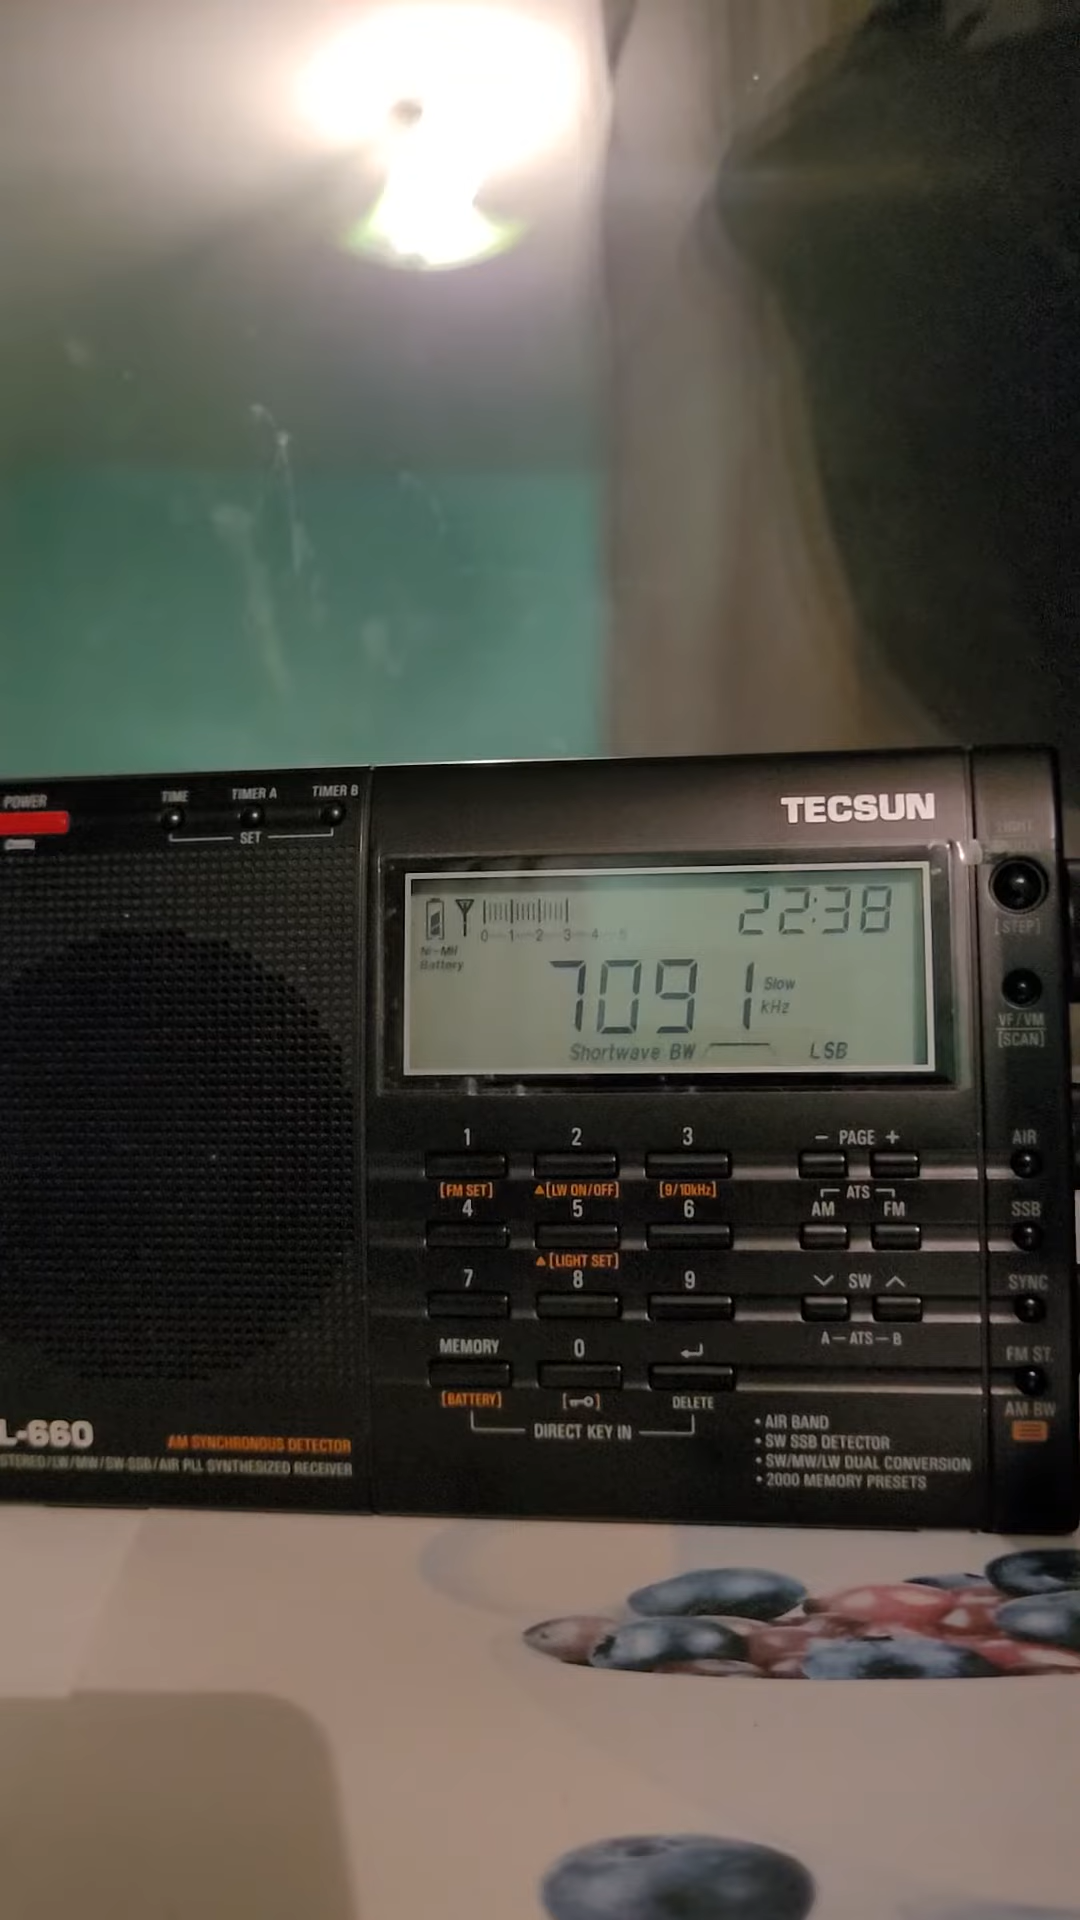 POWER
TIME TIMER A TIMER B
SET
TECSUN
22:38
0 1 2 3 4 5
Ni-MH
Battery
7091 Slow
kHz
Shortwave BW LSB
[STEP]
VF/VM
[SCAN]
1 2 3 − PAGE + AIR
[FM SET] [LW ON/OFF] [9/10kHz] ATS
4 5 6 AM FM SSB
[LIGHT SET]
7 8 9 SW SYNC
A—ATS—B
MEMORY 0 FM ST.
[BATTERY] DELETE AM BW
DIRECT KEY IN
L-660
AM SYNCHRONOUS DETECTOR
STEREO/LW/MW/SW-SSB/AIR PLL SYNTHESIZED RECEIVER
• AIR BAND
• SW SSB DETECTOR
• SW/MW/LW DUAL CONVERSION
• 2000 MEMORY PRESETS